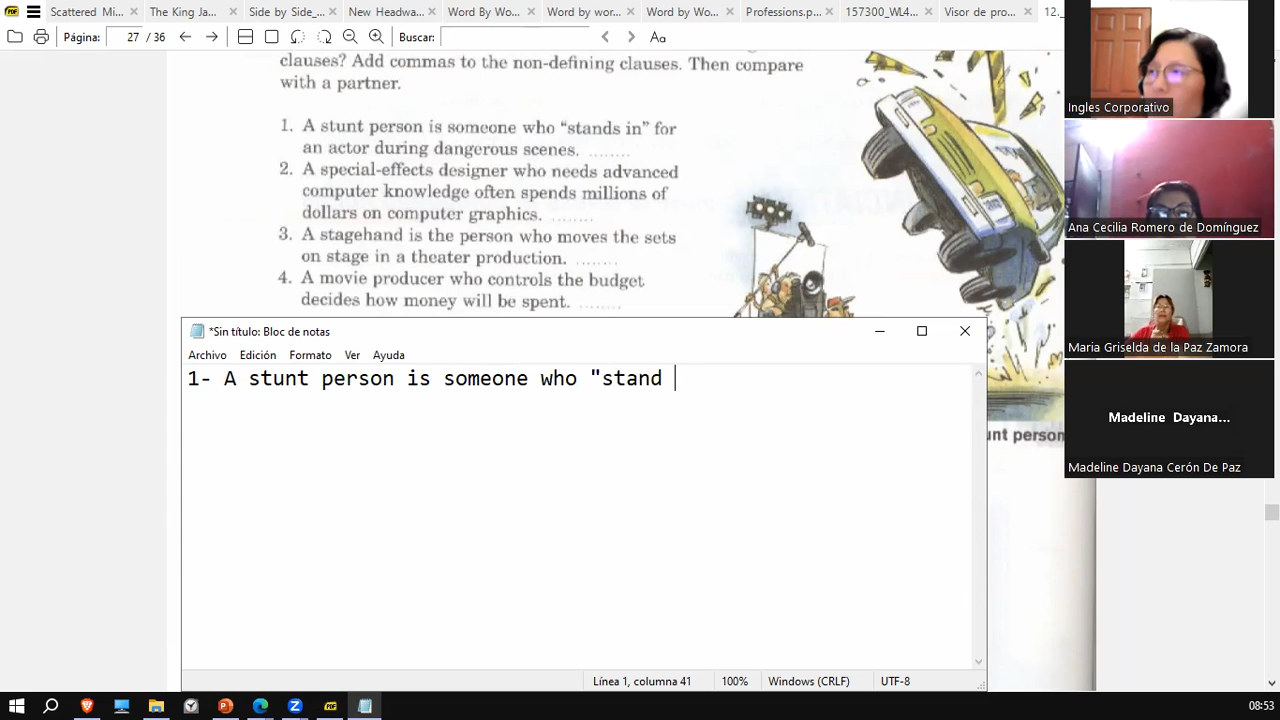 Scattered Mi...
The King Ja...
Side by Side_...
New Headwa...
Word By Wo...
Word by wor...
Word by Wo...
Professions.p...
157300_WL4...
Visor de pro...
12._
Página: 27 / 36
Buscar:
Aa
clauses? Add commas to the non-defining clauses. Then compare
with a partner.
1. A stunt person is someone who “stands in” for
an actor during dangerous scenes. ........
2. A special-effects designer who needs advanced
computer knowledge often spends millions of
dollars on computer graphics. ........
3. A stagehand is the person who moves the sets
on stage in a theater production. ........
4. A movie producer who controls the budget
decides how money will be spent. ........
unt person
*Sin título: Bloc de notas
Archivo Edición Formato Ver Ayuda
1- A stunt person is someone who "stand
Línea 1, columna 41
100%
Windows (CRLF)
UTF-8
Ingles Corporativo
Ana Cecilia Romero de Domínguez
Maria Griselda de la Paz Zamora
Madeline Dayana...
Madeline Dayana Cerón De Paz
08:53